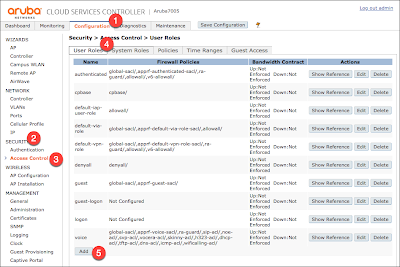 aruba
NETWORKS
CLOUD SERVICES CONTROLLER | Aruba7005
Log out admin
Dashboard Monitoring Configuration Diagnostics Maintenance Save Configuration
1
WIZARDS
AP
Controller
Campus WLAN
Remote AP
AirWave
NETWORK
Controller
VLANs
Ports
Cellular Profile
IP
2
SECURITY
Authentication
Access Control
3
WIRELESS
AP Configuration
AP Installation
MANAGEMENT
General
Administration
Certificates
SNMP
Logging
Clock
Guest Provisioning
Captive Portal
Security > Access Control > User Roles
4
User Roles System Roles Policies Time Ranges Guest Access
Name Firewall Policies Bandwidth Contract Actions
authenticated global-sacl/,apprf-authenticated-sacl/,ra-guard/,allowall/,v6-allowall/ Up:Not Enforced Down:Not Enforced Show Reference Edit Delete
cpbase cpbase/ Up:Not Enforced Down:Not Enforced Show Reference Edit Delete
default-iap-user-role allowall/ Up:Not Enforced Down:Not Enforced Show Reference Edit Delete
default-via-role global-sacl/,apprf-default-via-role-sacl/,allowall/ Up:Not Enforced Down:Not Enforced Show Reference Edit Delete
default-vpn-role global-sacl/,apprf-default-vpn-role-sacl/,ra-guard/,allowall/,v6-allowall/ Up:Not Enforced Down:Not Enforced Show Reference Edit Delete
denyall denyall/ Up:Not Enforced Down:Not Enforced Show Reference Edit Delete
guest global-sacl/,apprf-guest-sacl/ Up:Not Enforced Down:Not Enforced Show Reference Edit Delete
guest-logon Not Configured Up:Not Enforced Down:Not Enforced Show Reference Edit Delete
logon Not Configured Up:Not Enforced Down:Not Enforced Show Reference Edit Delete
voice global-sacl/,apprf-voice-sacl/,ra-guard/,sip-acl/,noe-acl/,svp-acl/,vocera-acl/,skinny-acl/,h323-acl/,dhcp-acl/,tftp-acl/,dns-acl/,icmp-acl/,wificalling-acl/ Up:Not Enforced Down:Not Enforced Show Reference Edit Delete
Add
5